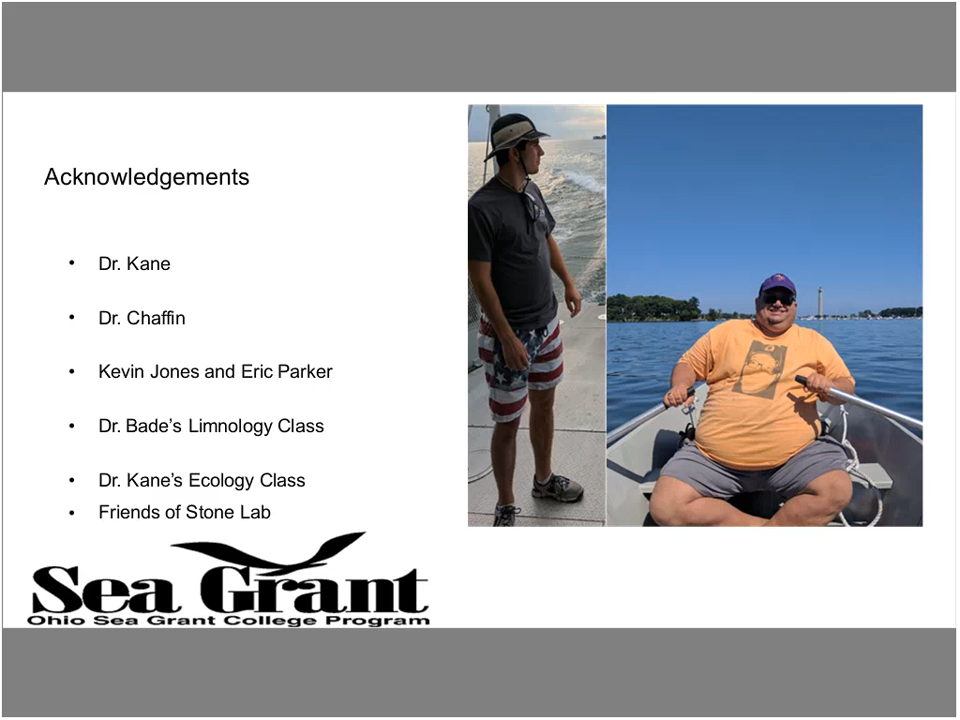 Acknowledgements
• Dr. Kane
• Dr. Chaffin
• Kevin Jones and Eric Parker
• Dr. Bade’s Limnology Class
• Dr. Kane’s Ecology Class
• Friends of Stone Lab
Sea Grant
Ohio Sea Grant College Program